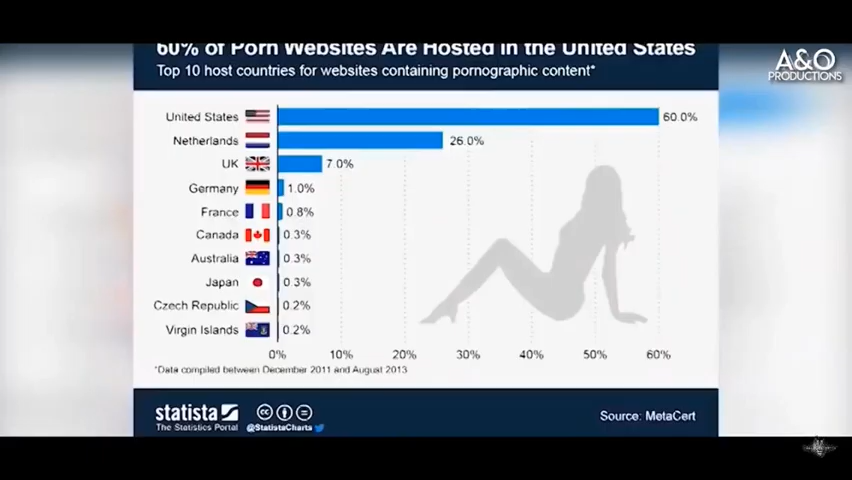 60% of Porn Websites Are Hosted in the United States
Top 10 host countries for websites containing pornographic content*
A&O
PRODUCTIONS
United States 60.0%
Netherlands 26.0%
UK 7.0%
Germany 1.0%
France 0.8%
Canada 0.3%
Australia 0.3%
Japan 0.3%
Czech Republic 0.2%
Virgin Islands 0.2%
0% 10% 20% 30% 40% 50% 60%
*Data compiled between December 2011 and August 2013
statista
The Statistics Portal
cc
@StatistaCharts
Source: MetaCert